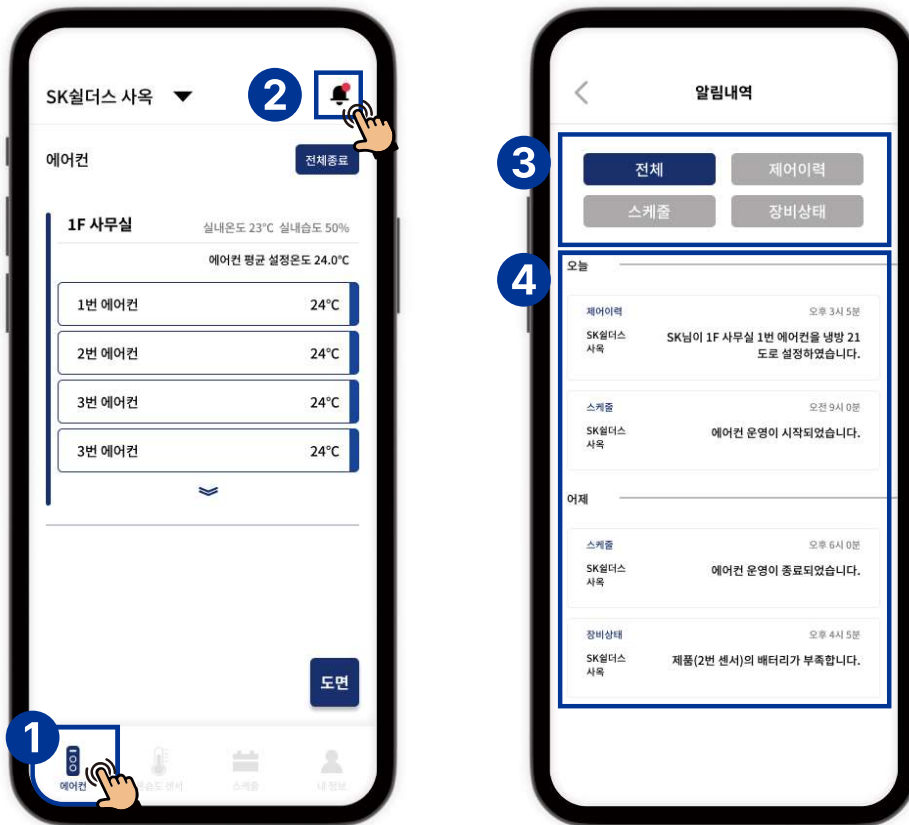 SK쉴더스 사옥
2
에어컨
전체종료
1F 사무실
실내온도 23°C 실내습도 50%
에어컨 평균 설정온도 24.0°C
1번 에어컨 24°C
2번 에어컨 24°C
3번 에어컨 24°C
3번 에어컨 24°C
도면
1
에어컨
습도 센서
스케줄
내 정보
알림내역
3
전체
제어이력
스케줄
장비상태
4
오늘
제어이력 오후 3시 5분
SK쉴더스
사옥
SK님이 1F 사무실 1번 에어컨을 냉방 21
도로 설정하였습니다.
스케줄 오전 9시 0분
SK쉴더스
사옥
에어컨 운영이 시작되었습니다.
어제
스케줄 오후 6시 0분
SK쉴더스
사옥
에어컨 운영이 종료되었습니다.
장비상태 오후 4시 5분
SK쉴더스
사옥
제품(2번 센서)의 배터리가 부족합니다.